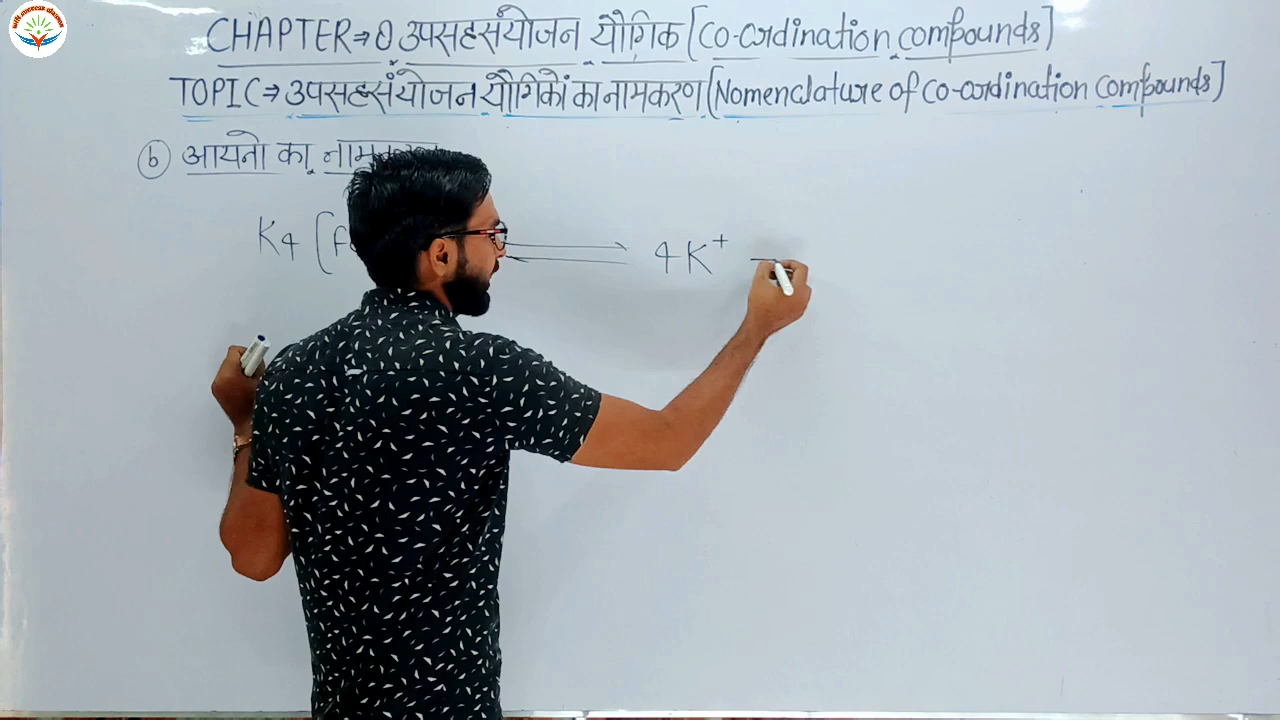 CHAPTER⇒ 9 उपसहसंयोजन यौगिक [Co-ordination compounds]
TOPIC⇒ उपसहसंयोजन यौगिकों का नामकरण [Nomenclature of co-ordination compounds]
(b) आयनो का नामकरण
K4 [Fe ⇌ 4K+